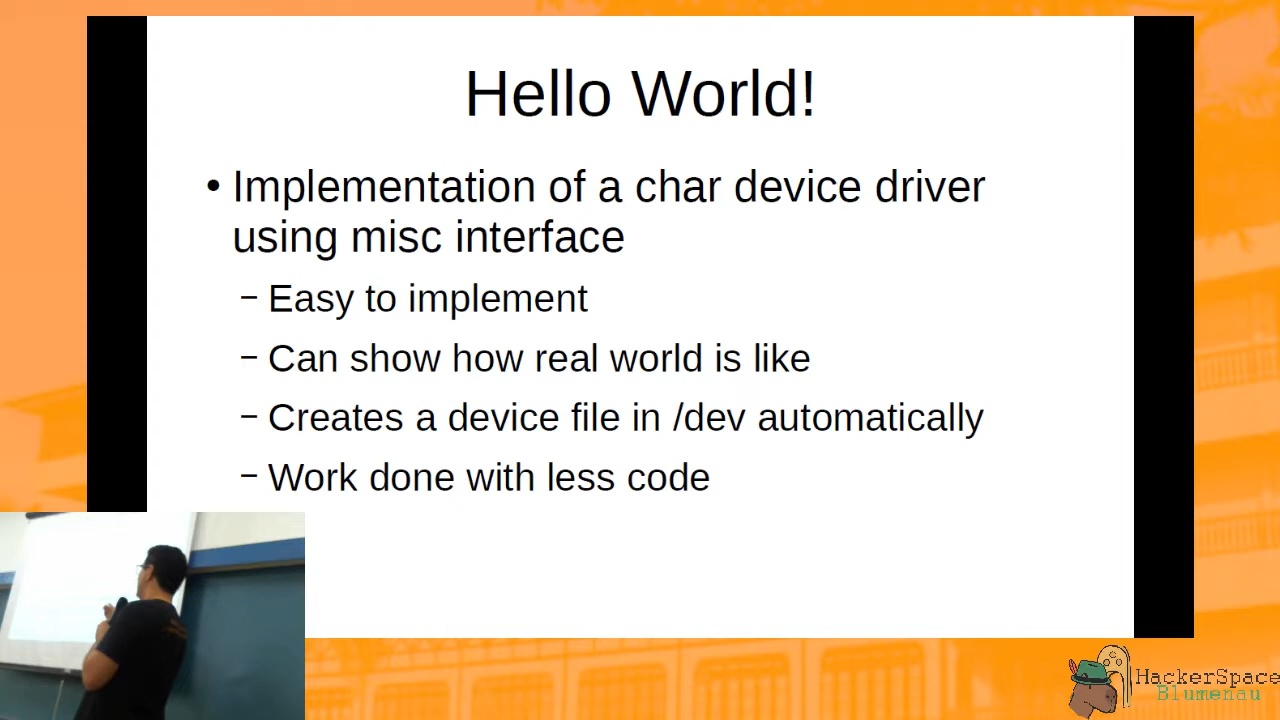 Hello World!
• Implementation of a char device driver
using misc interface
– Easy to implement
– Can show how real world is like
– Creates a device file in /dev automatically
– Work done with less code
HackerSpace
Blumenau